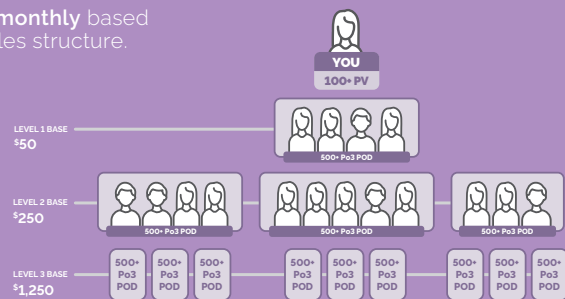 monthly based
les structure.
YOU
100+ PV
LEVEL 1 BASE
$50
500+ Po3 POD
LEVEL 2 BASE
$250
500+ Po3 POD
500+ Po3 POD
500+ Po3 POD
LEVEL 3 BASE
$1,250
500+
Po3
POD
500+
Po3
POD
500+
Po3
POD
500+
Po3
POD
500+
Po3
POD
500+
Po3
POD
500+
Po3
POD
500+
Po3
POD
500+
Po3
POD